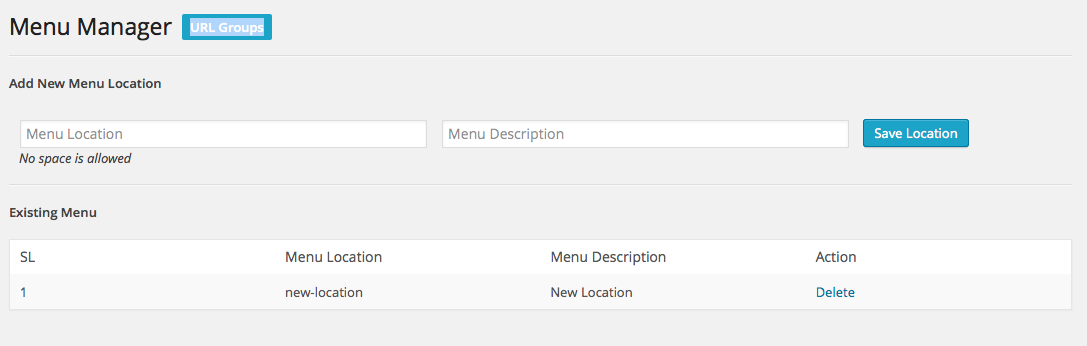 Menu Manager URL Groups
Add New Menu Location
Menu Location Menu Description Save Location
No space is allowed
Existing Menu
SL Menu Location Menu Description Action
1 new-location New Location Delete